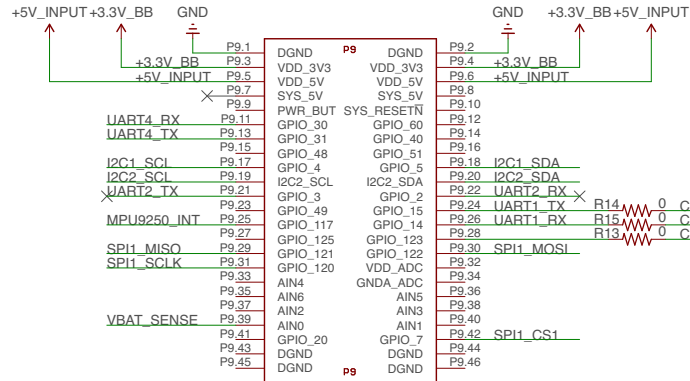 +5V_INPUT +3.3V_BB GND GND +3.3V_BB +5V_INPUT
P9.1 DGND P9 DGND P9.2
+3.3V_BB P9.3 VDD_3V3 VDD_3V3 P9.4 +3.3V_BB
+5V_INPUT P9.5 VDD_5V VDD_5V P9.6 +5V_INPUT
P9.7 SYS_5V SYS_5V P9.8
P9.9 PWR_BUT SYS_RESETN P9.10
UART4_RX P9.11 GPIO_30 GPIO_60 P9.12
UART4_TX P9.13 GPIO_31 GPIO_40 P9.14
P9.15 GPIO_48 GPIO_51 P9.16
I2C1_SCL P9.17 GPIO_4 GPIO_5 P9.18 I2C1_SDA
I2C2_SCL P9.19 I2C2_SCL I2C2_SDA P9.20 I2C2_SDA
UART2_TX P9.21 GPIO_3 GPIO_2 P9.22 UART2_RX
P9.23 GPIO_49 GPIO_15 P9.24 UART1_TX R14 0 C
MPU9250_INT P9.25 GPIO_117 GPIO_14 P9.26 UART1_RX R15 0 C
P9.27 GPIO_125 GPIO_123 P9.28 R13 0 C
SPI1_MISO P9.29 GPIO_121 GPIO_122 P9.30 SPI1_MOSI
SPI1_SCLK P9.31 GPIO_120 VDD_ADC P9.32
P9.33 AIN4 GNDA_ADC P9.34
P9.35 AIN6 AIN5 P9.36
P9.37 AIN2 AIN3 P9.38
VBAT_SENSE P9.39 AIN0 AIN1 P9.40
P9.41 GPIO_20 GPIO_7 P9.42 SPI1_CS1
P9.43 DGND DGND P9.44
P9.45 DGND P9 DGND P9.46